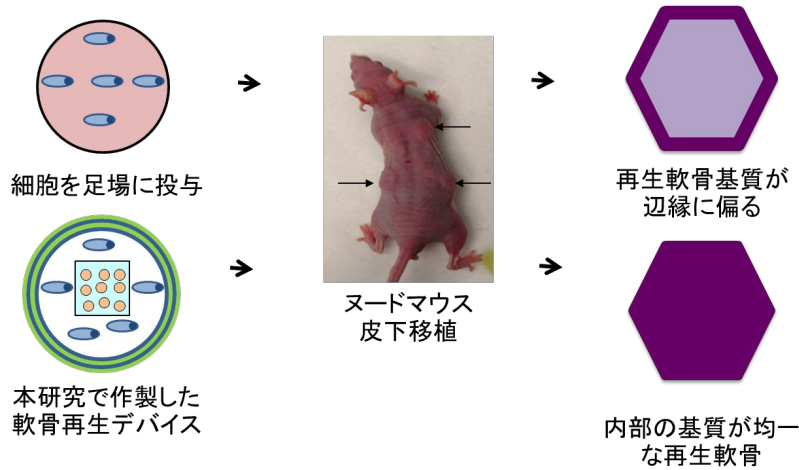 細胞を足場に投与
本研究で作製した
軟骨再生デバイス
ヌードマウス
皮下移植
再生軟骨基質が
辺縁に偏る
内部の基質が均一
な再生軟骨